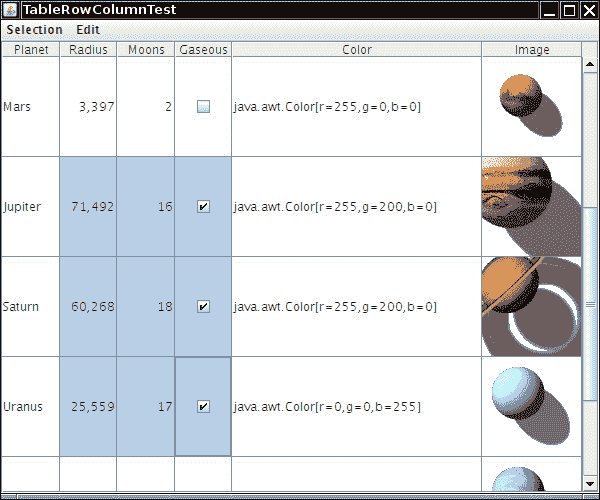 TableRowColumnTest
Selection Edit
Planet Radius Moons Gaseous Color Image
Mars 3,397 2 java.awt.Color[r=255,g=0,b=0]
Jupiter 71,492 16 java.awt.Color[r=255,g=200,b=0]
Saturn 60,268 18 java.awt.Color[r=255,g=200,b=0]
Uranus 25,559 17 java.awt.Color[r=0,g=0,b=255]